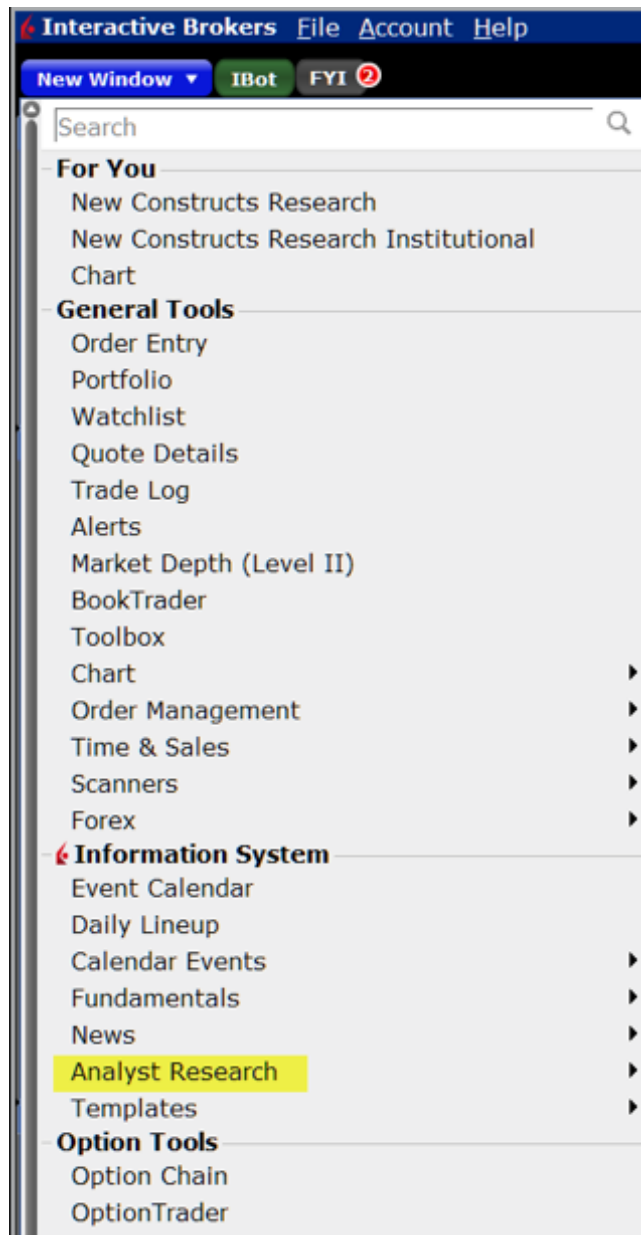 Interactive Brokers File Account Help
New Window IBot FYI 2
Search
For You
New Constructs Research
New Constructs Research Institutional
Chart
General Tools
Order Entry
Portfolio
Watchlist
Quote Details
Trade Log
Alerts
Market Depth (Level II)
BookTrader
Toolbox
Chart
Order Management
Time & Sales
Scanners
Forex
Information System
Event Calendar
Daily Lineup
Calendar Events
Fundamentals
News
Analyst Research
Templates
Option Tools
Option Chain
OptionTrader